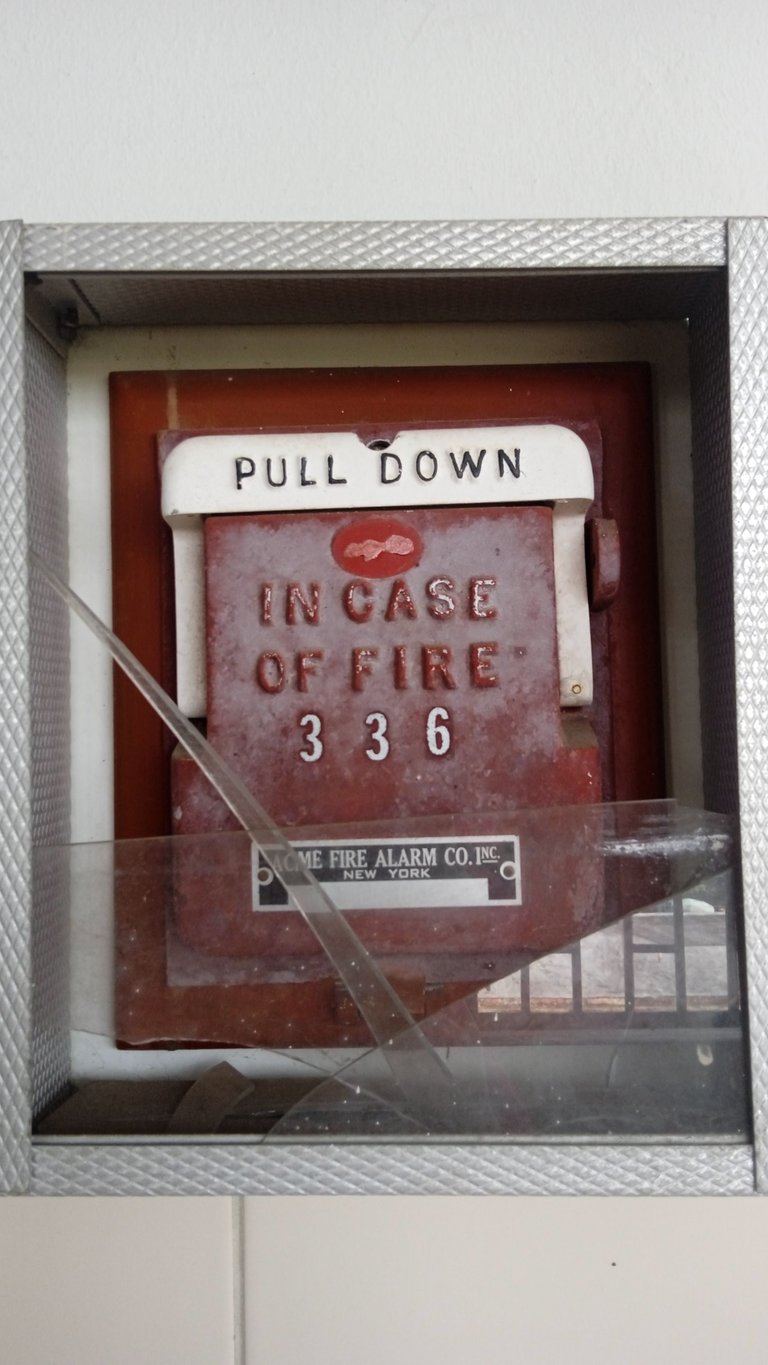 PULL DOWN
IN CASE
OF FIRE
336
ACME FIRE ALARM CO. INC.
NEW YORK